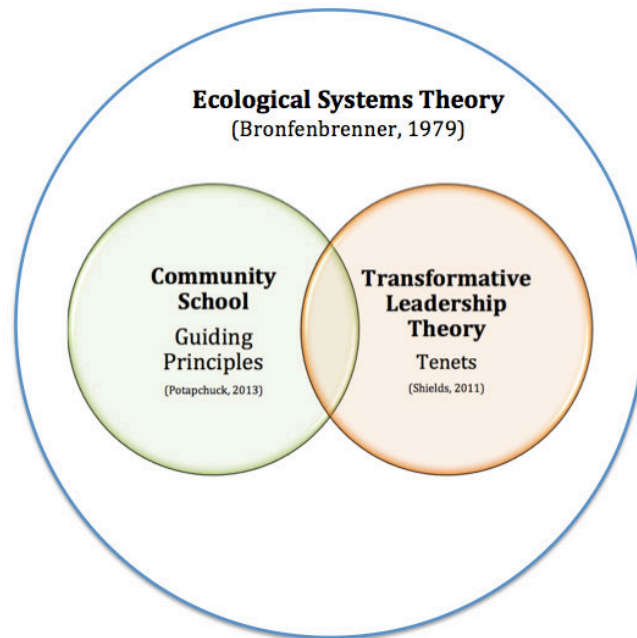 Ecological Systems Theory
(Bronfenbrenner, 1979)
Community
School
Guiding
Principles
(Potapchuck, 2013)
Transformative
Leadership
Theory
Tenets
(Shields, 2011)